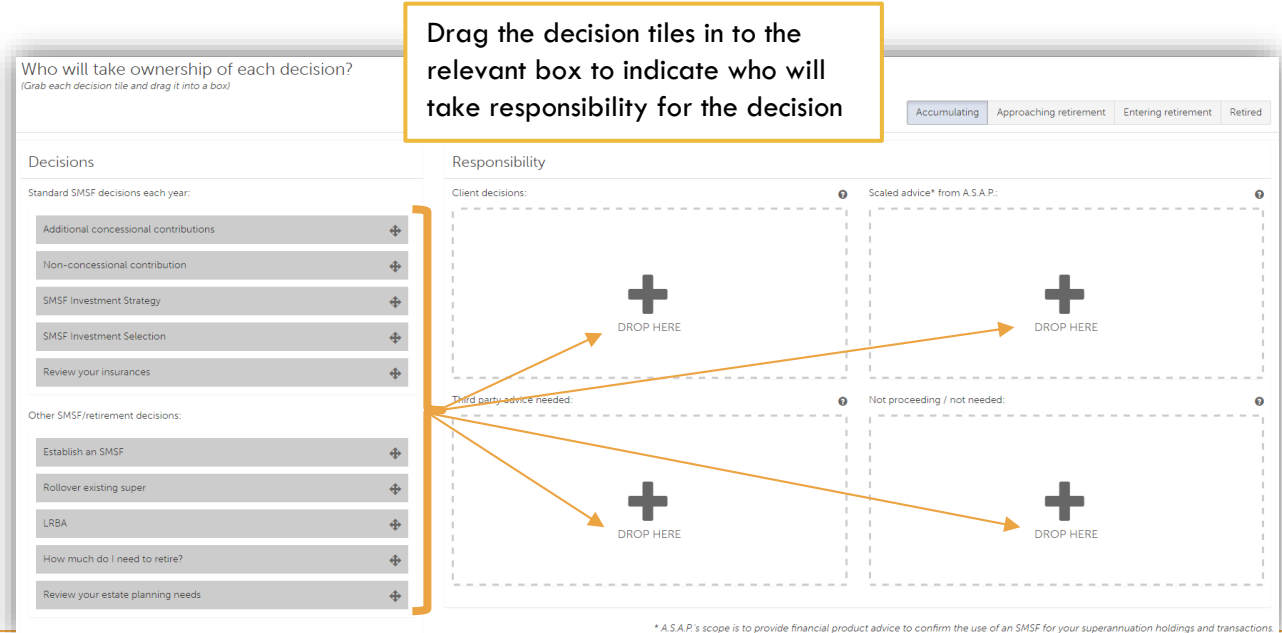 Drag the decision tiles in to the
relevant box to indicate who will
take responsibility for the decision
Who will take ownership of each decision?
(Grab each decision tile and drag it into a box)
Accumulating
Approaching retirement
Entering retirement
Retired
Decisions
Standard SMSF decisions each year:
Additional concessional contributions
Non-concessional contribution
SMSF Investment Strategy
SMSF Investment Selection
Review your insurances
Other SMSF/retirement decisions:
Establish an SMSF
Rollover existing super
LRBA
How much do I need to retire?
Review your estate planning needs
Responsibility
Client decisions:
DROP HERE
Scaled advice* from A.S.A.P.:
DROP HERE
Third party advice needed:
DROP HERE
Not proceeding / not needed:
DROP HERE
* A.S.A.P.'s scope is to provide financial product advice to confirm the use of an SMSF for your superannuation holdings and transactions.